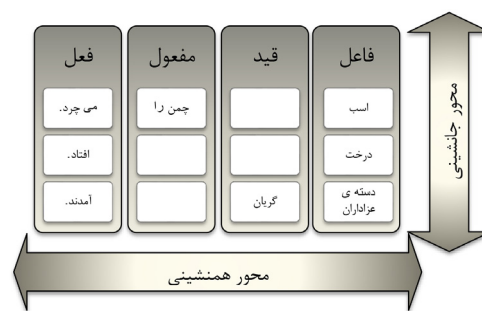 فاعل
قید
مفعول
فعل
اسب
چمن را
می چرد.
درخت
افتاد.
دسته ی
عزاداران
گریان
آمدند.
محور جانشینی
محور همنشینی